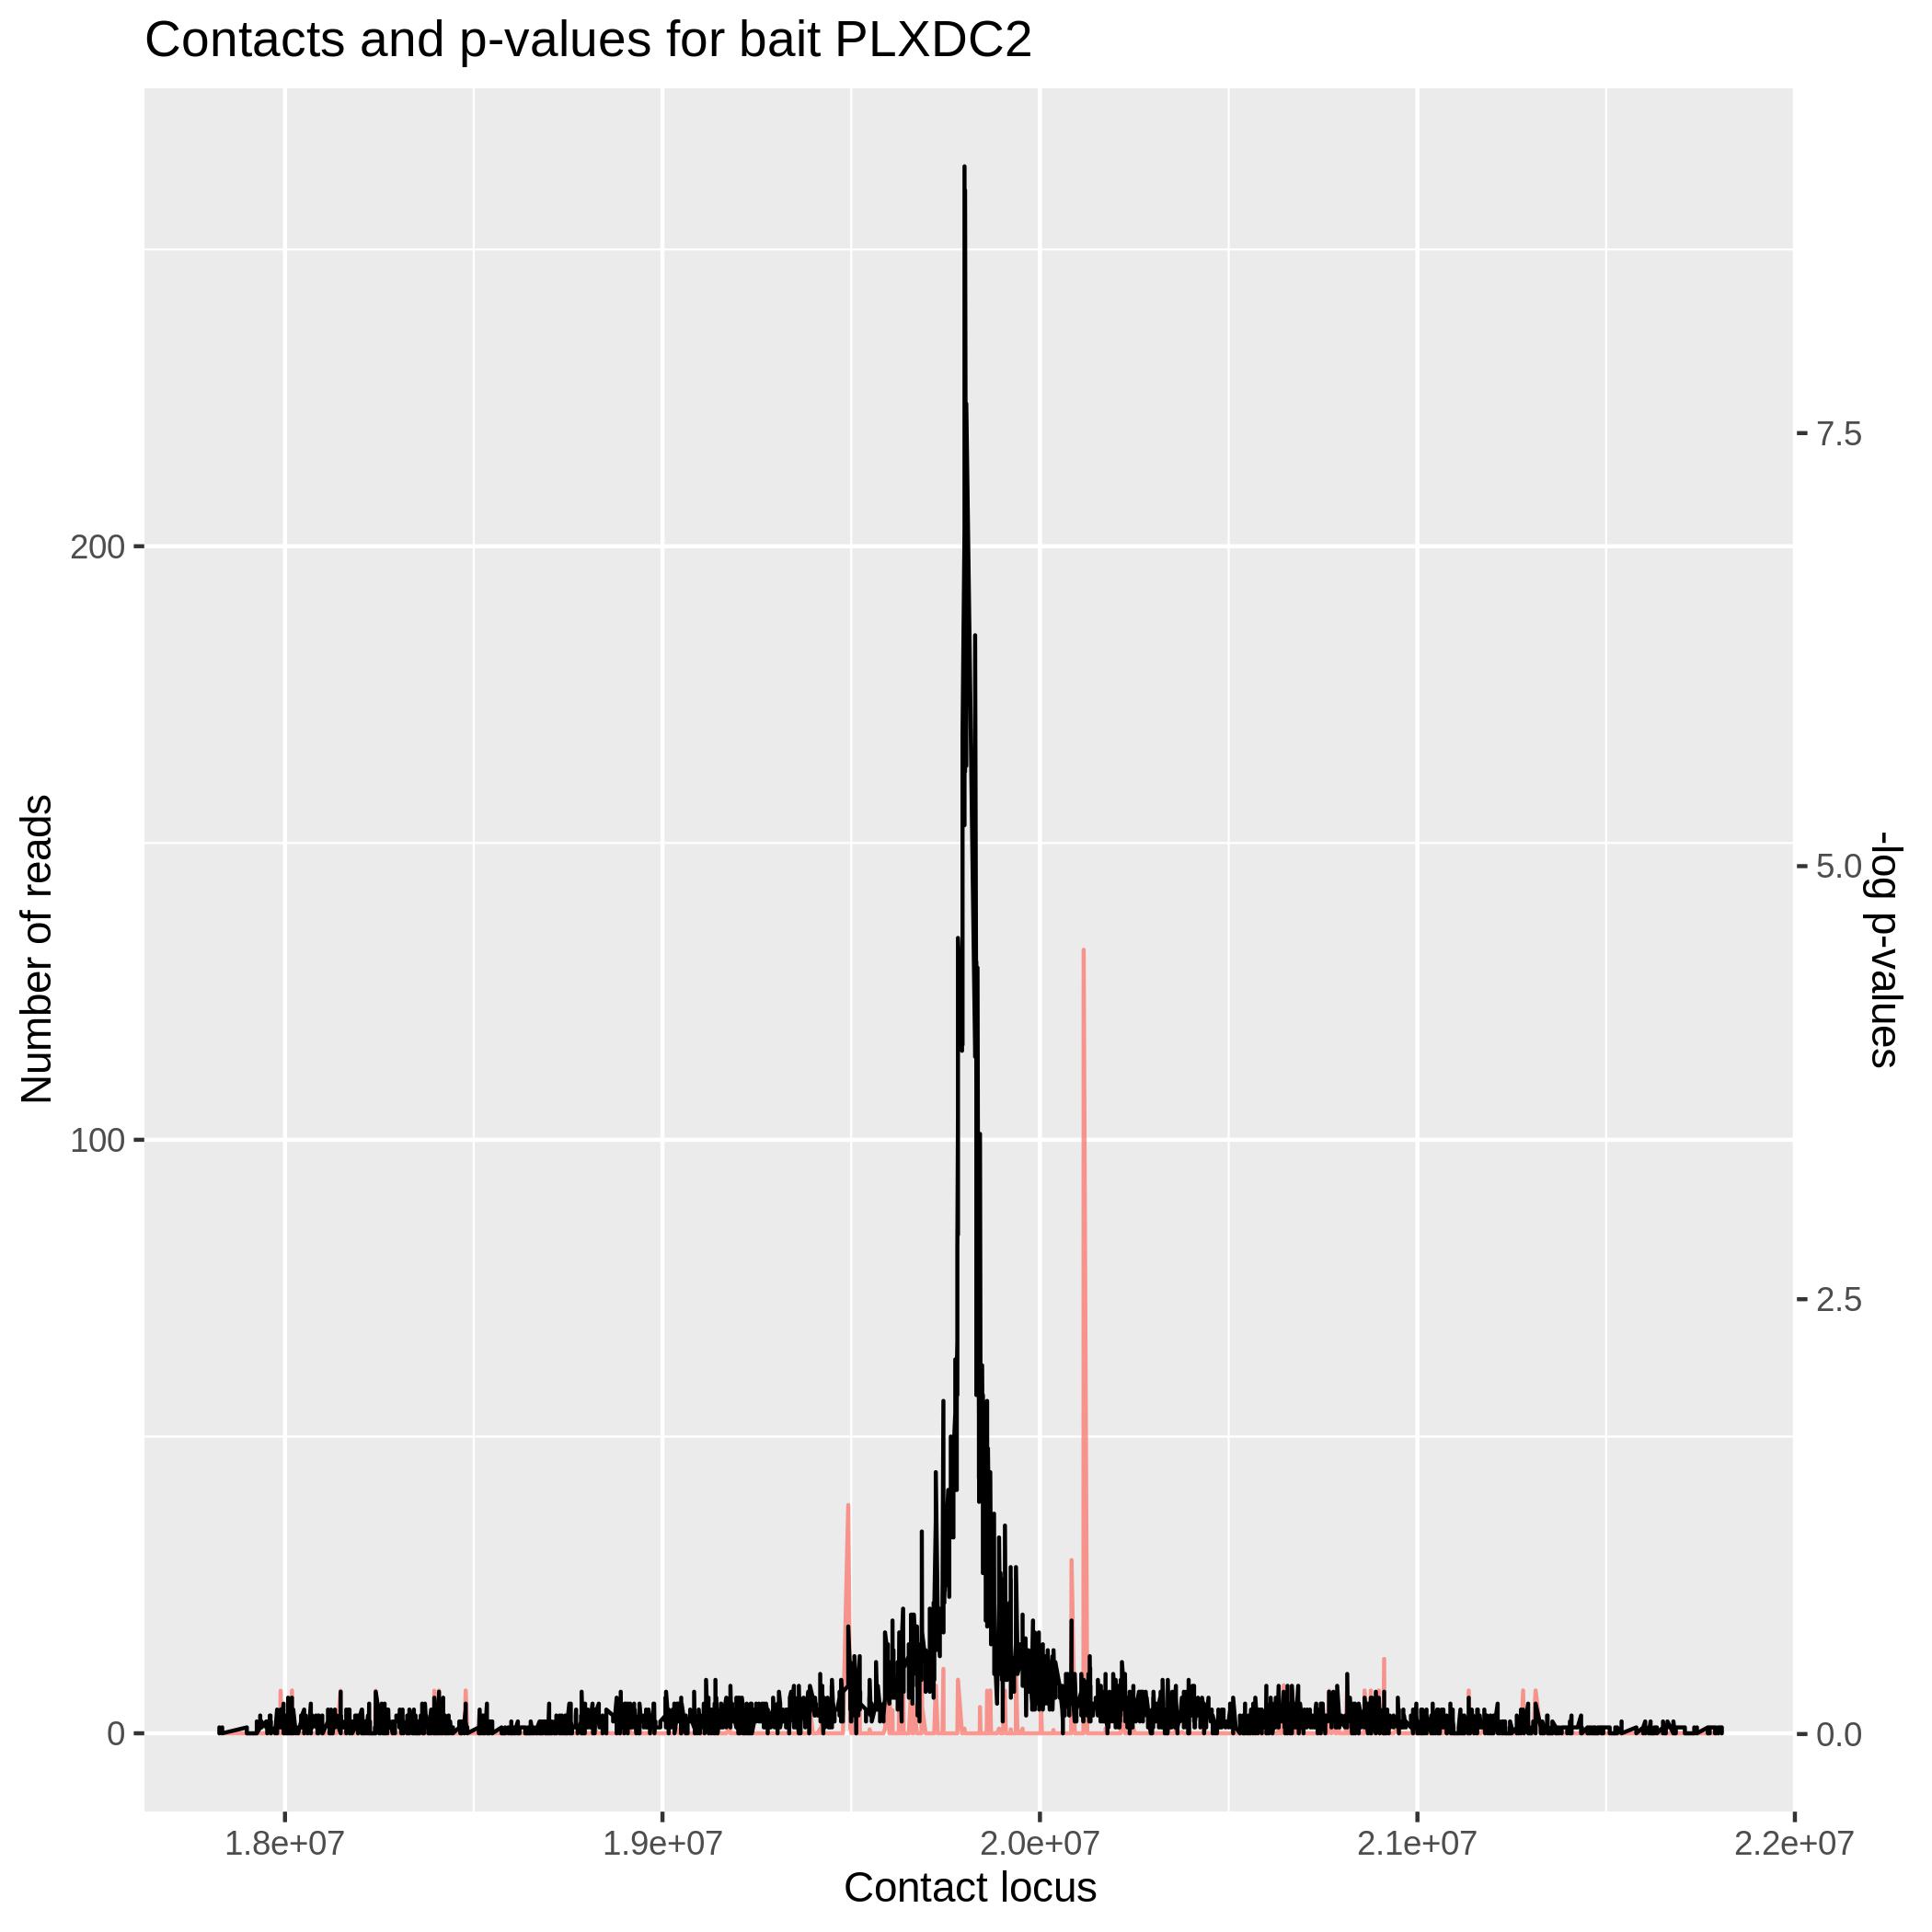 Contacts and p-values for bait PLXDC2
Number of reads
200
100
0
7.5
5.0
2.5
0.0
-log p-values
1.8e+07
1.9e+07
2.0e+07
2.1e+07
2.2e+07
Contact locus